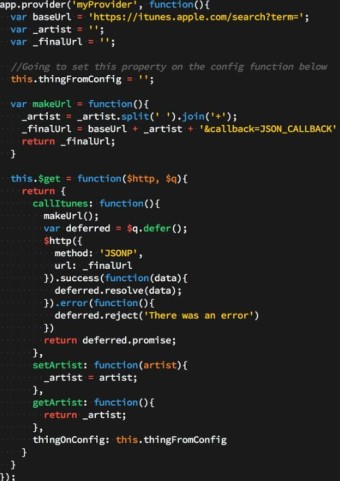 app.provider('myProvider', function(){
var baseUrl = 'https://itunes.apple.com/search?term=';
var _artist = '';
var _finalUrl = '';
//Going to set this property on the config function below
this.thingFromConfig = '';
var makeUrl = function(){
_artist = _artist.split(' ').join('+');
_finalUrl = baseUrl + _artist + '&callback=JSON_CALLBACK'
return _finalUrl;
}
this.$get = function($http, $q){
return {
callItunes: function(){
makeUrl();
var deferred = $q.defer();
$http({
method: 'JSONP',
url: _finalUrl
}).success(function(data){
deferred.resolve(data);
}).error(function(){
deferred.reject('There was an error')
})
return deferred.promise;
},
setArtist: function(artist){
_artist = artist;
},
getArtist: function(){
return _artist;
},
thingOnConfig: this.thingFromConfig
}
}
});